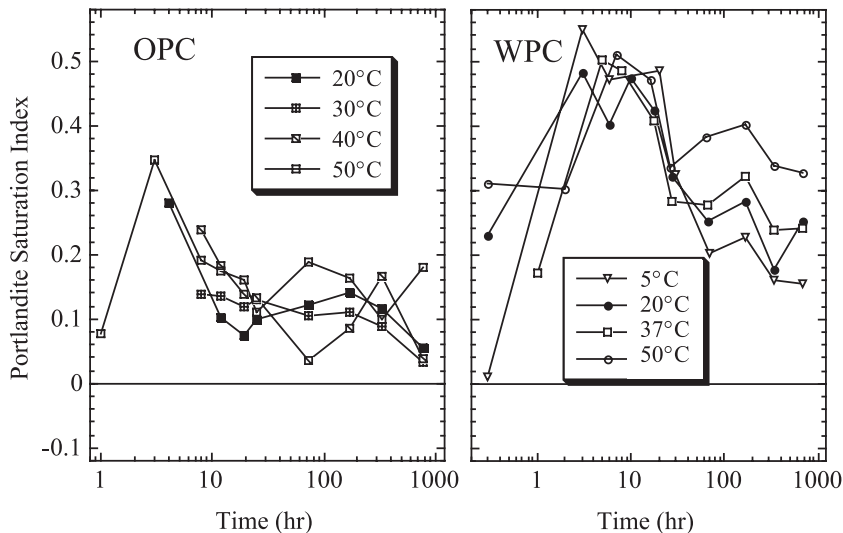 OPC
WPC
Portlandite Saturation Index
0.5
0.4
0.3
0.2
0.1
0
-0.1
20°C
30°C
40°C
50°C
5°C
20°C
37°C
50°C
1 10 100 1000
1 10 100 1000
Time (hr)
Time (hr)